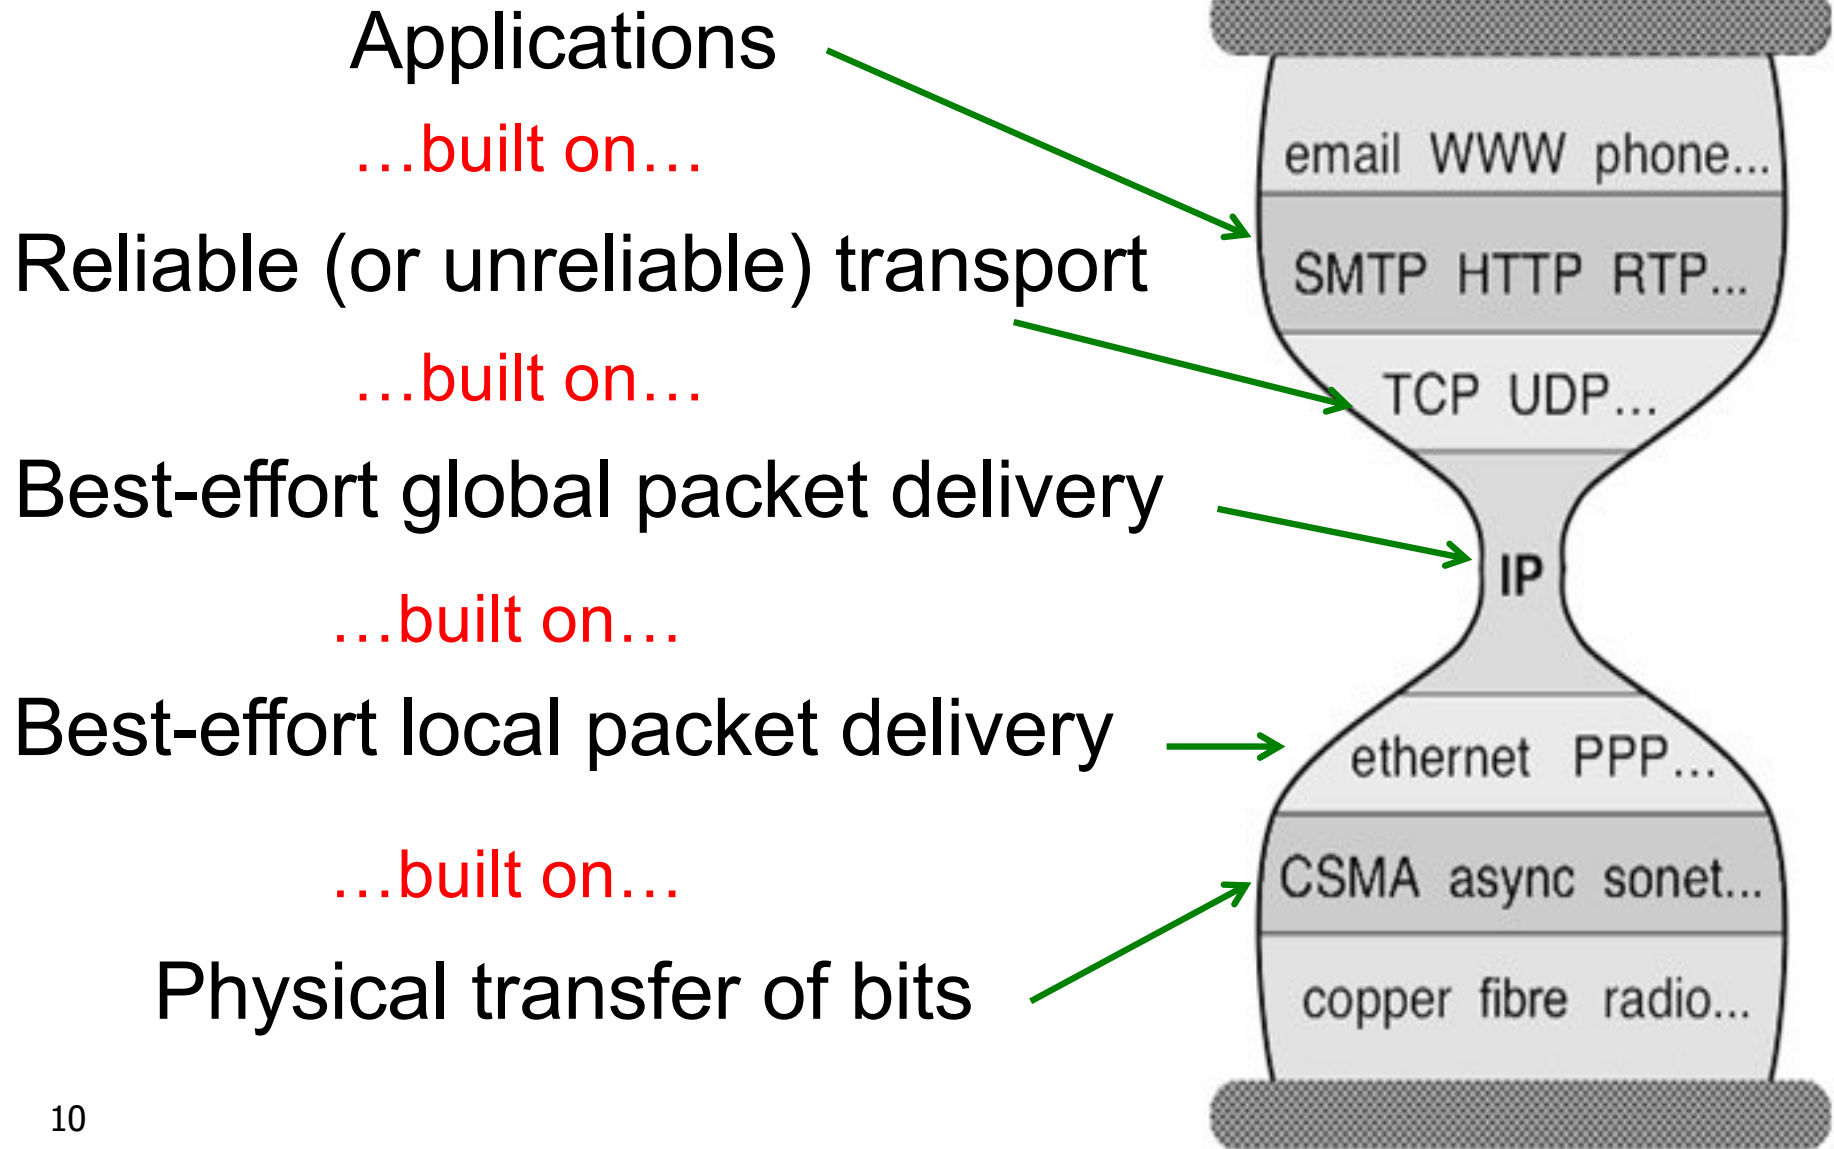 Applications
…built on…
Reliable (or unreliable) transport
…built on…
Best-effort global packet delivery
…built on…
Best-effort local packet delivery
…built on…
Physical transfer of bits
10
email WWW phone...
SMTP HTTP RTP...
TCP UDP...
IP
ethernet PPP...
CSMA async sonet...
copper fibre radio...